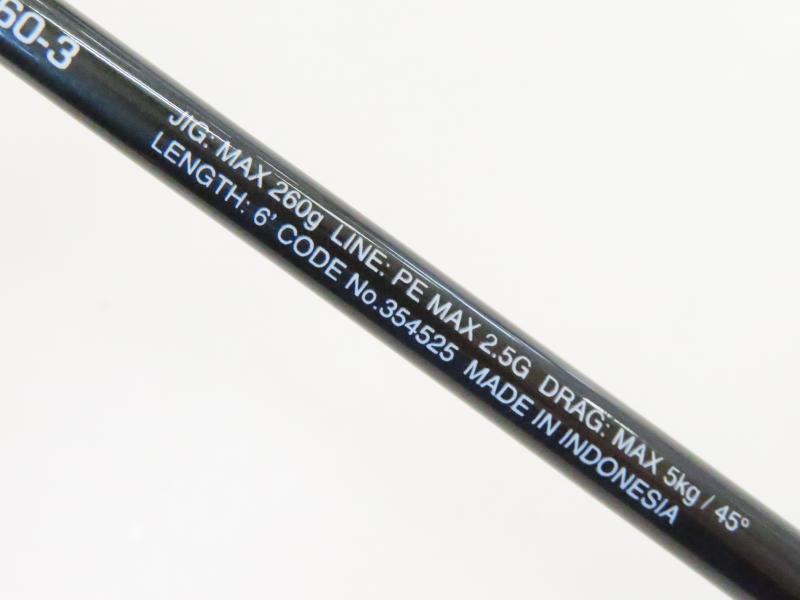 60-3
JIG: MAX 260g LINE: PE MAX 2.5G DRAG: MAX 5kg / 45°
LENGTH: 6' CODE No.354525 MADE IN INDONESIA